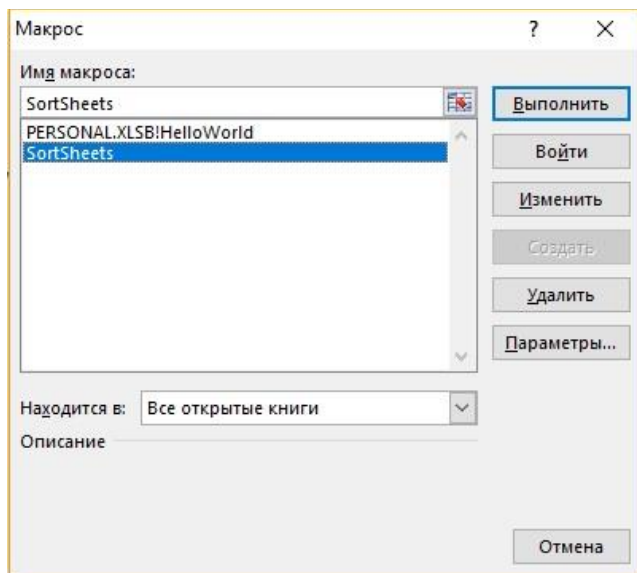 Макрос ? X
Имя макроса:
SortSheets
PERSONAL.XLSB!HelloWorld
SortSheets
Выполнить
Войти
Изменить
Создать
Удалить
Параметры...
Находится в: Все открытые книги
Описание
Отмена